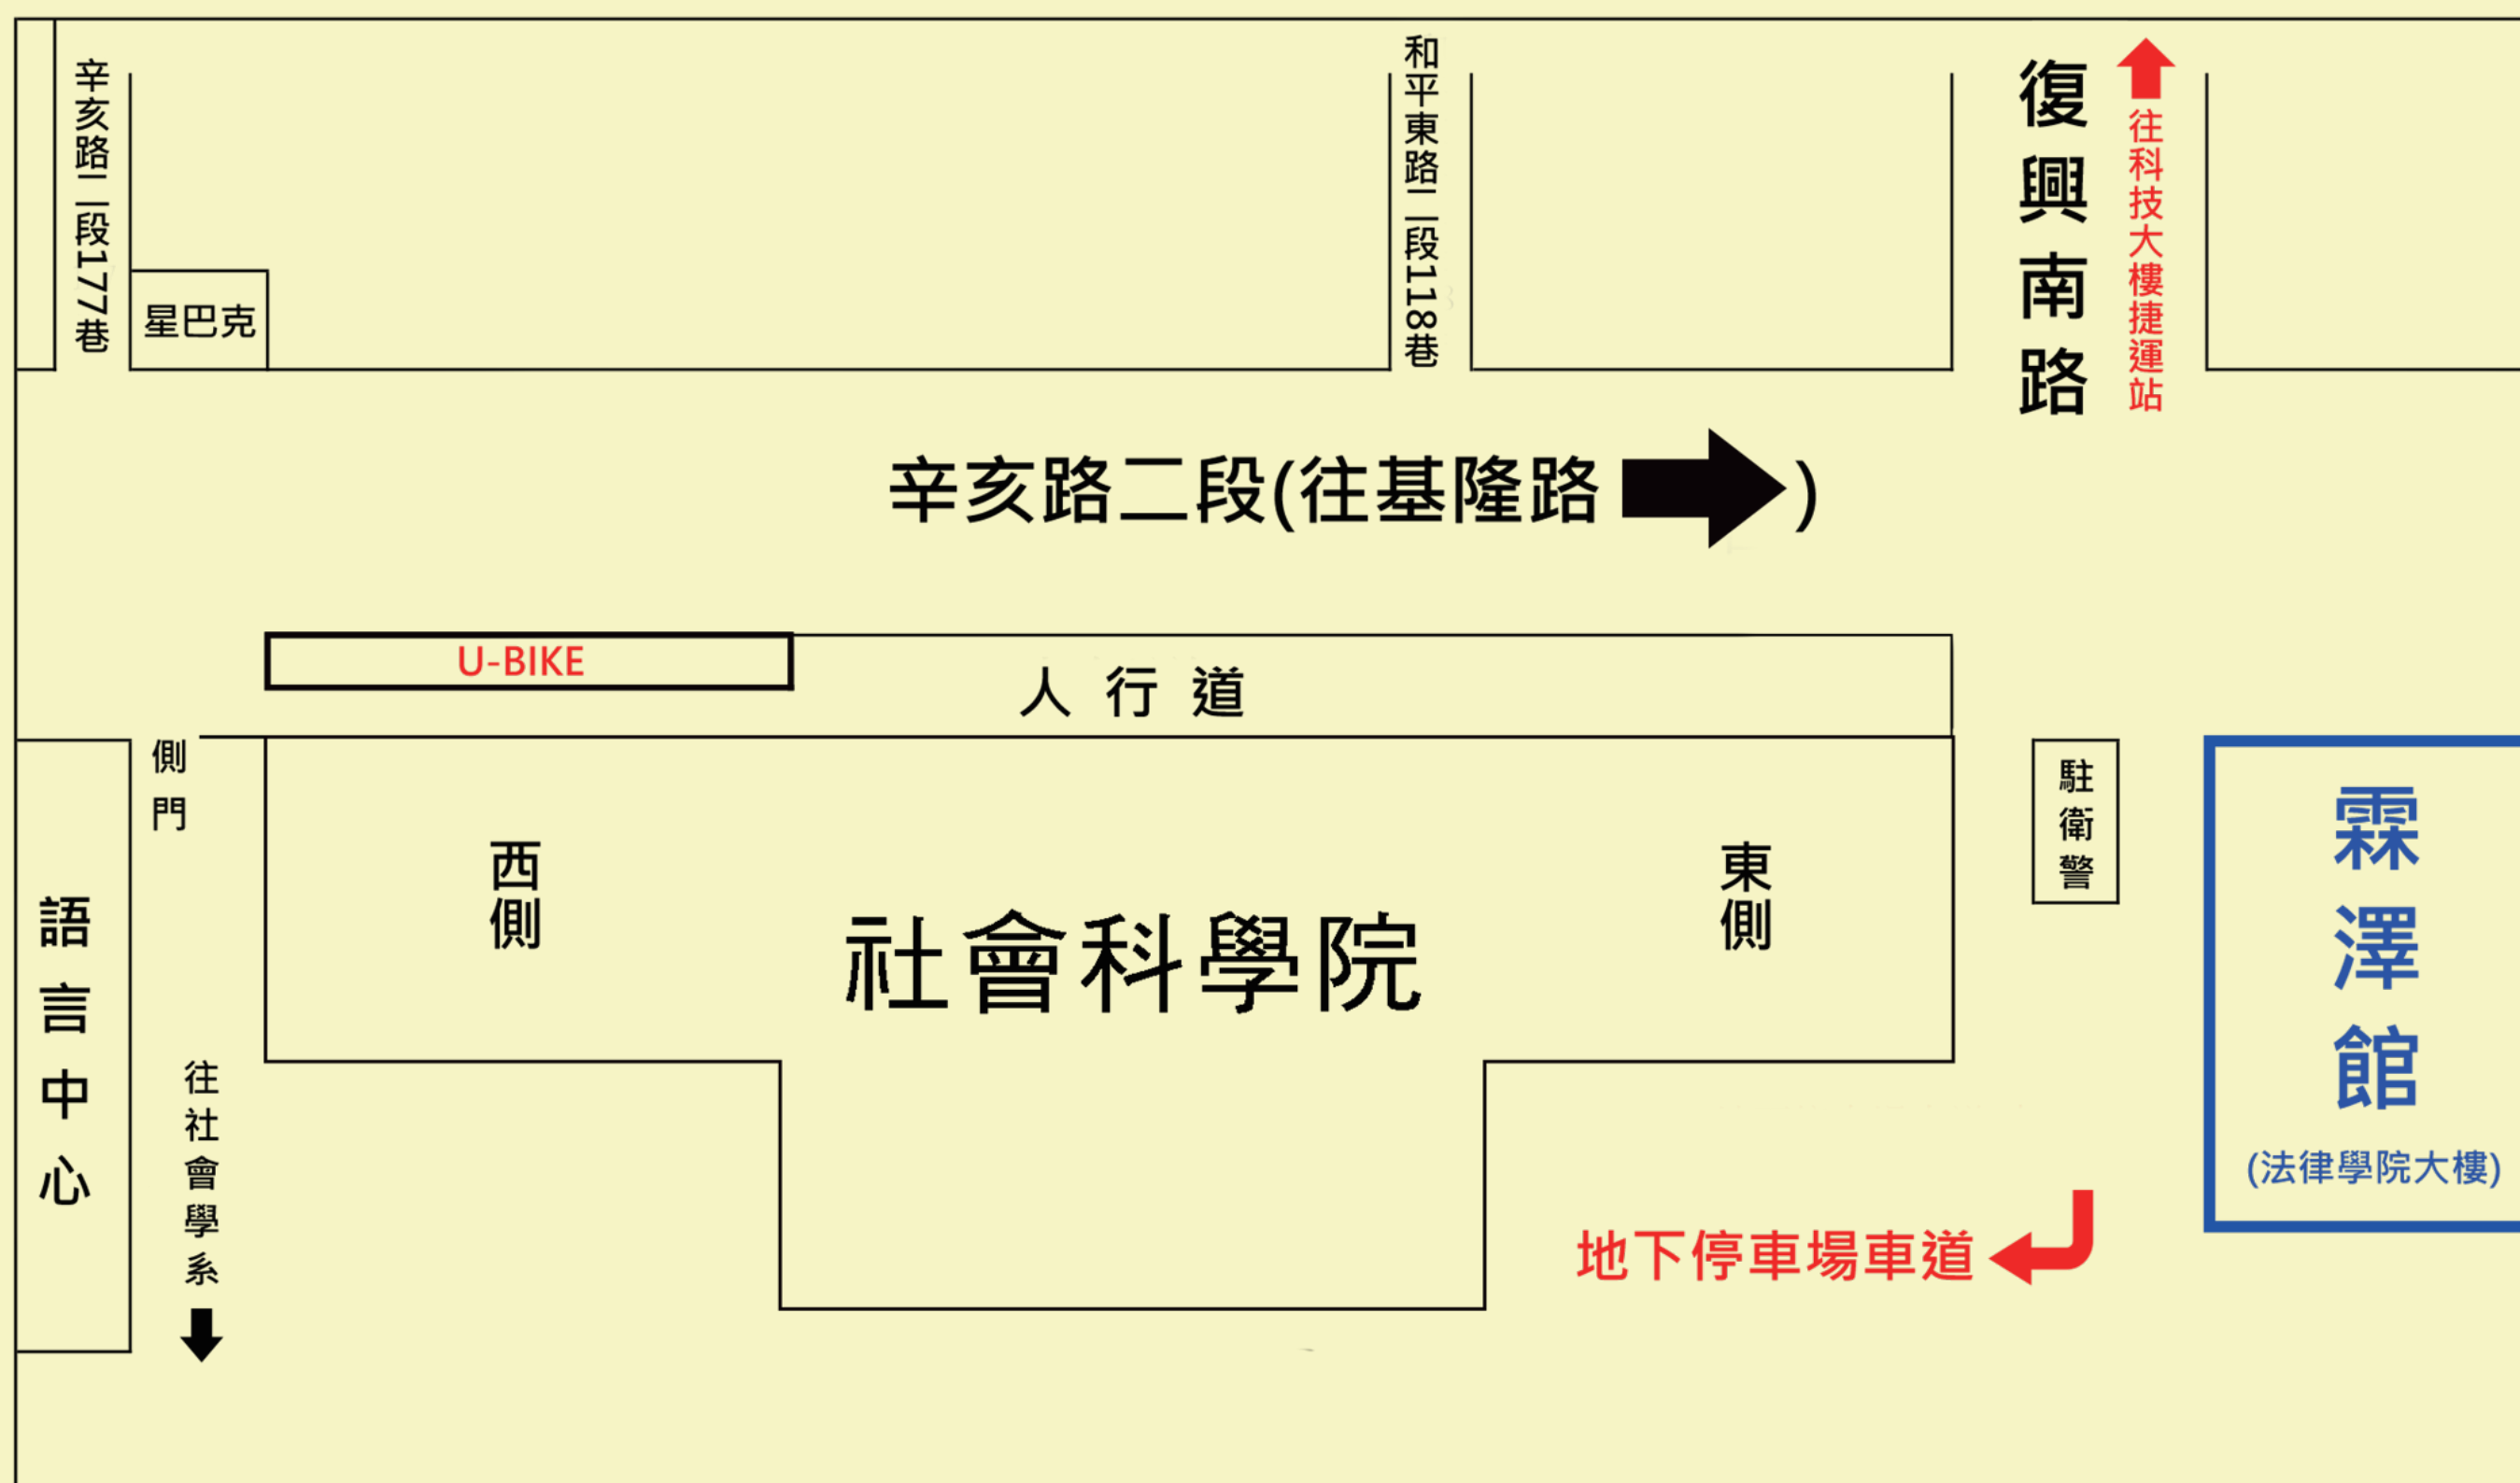 辛亥路二段177巷
星巴克
和平東路二段118巷
復興南路
往科技大樓捷運站
辛亥路二段(往基隆路 )
U-BIKE
人行道
側門
語言中心
往社會學系
西側
社會科學院
東側
駐衛警
霖澤館
(法律學院大樓)
地下停車場車道